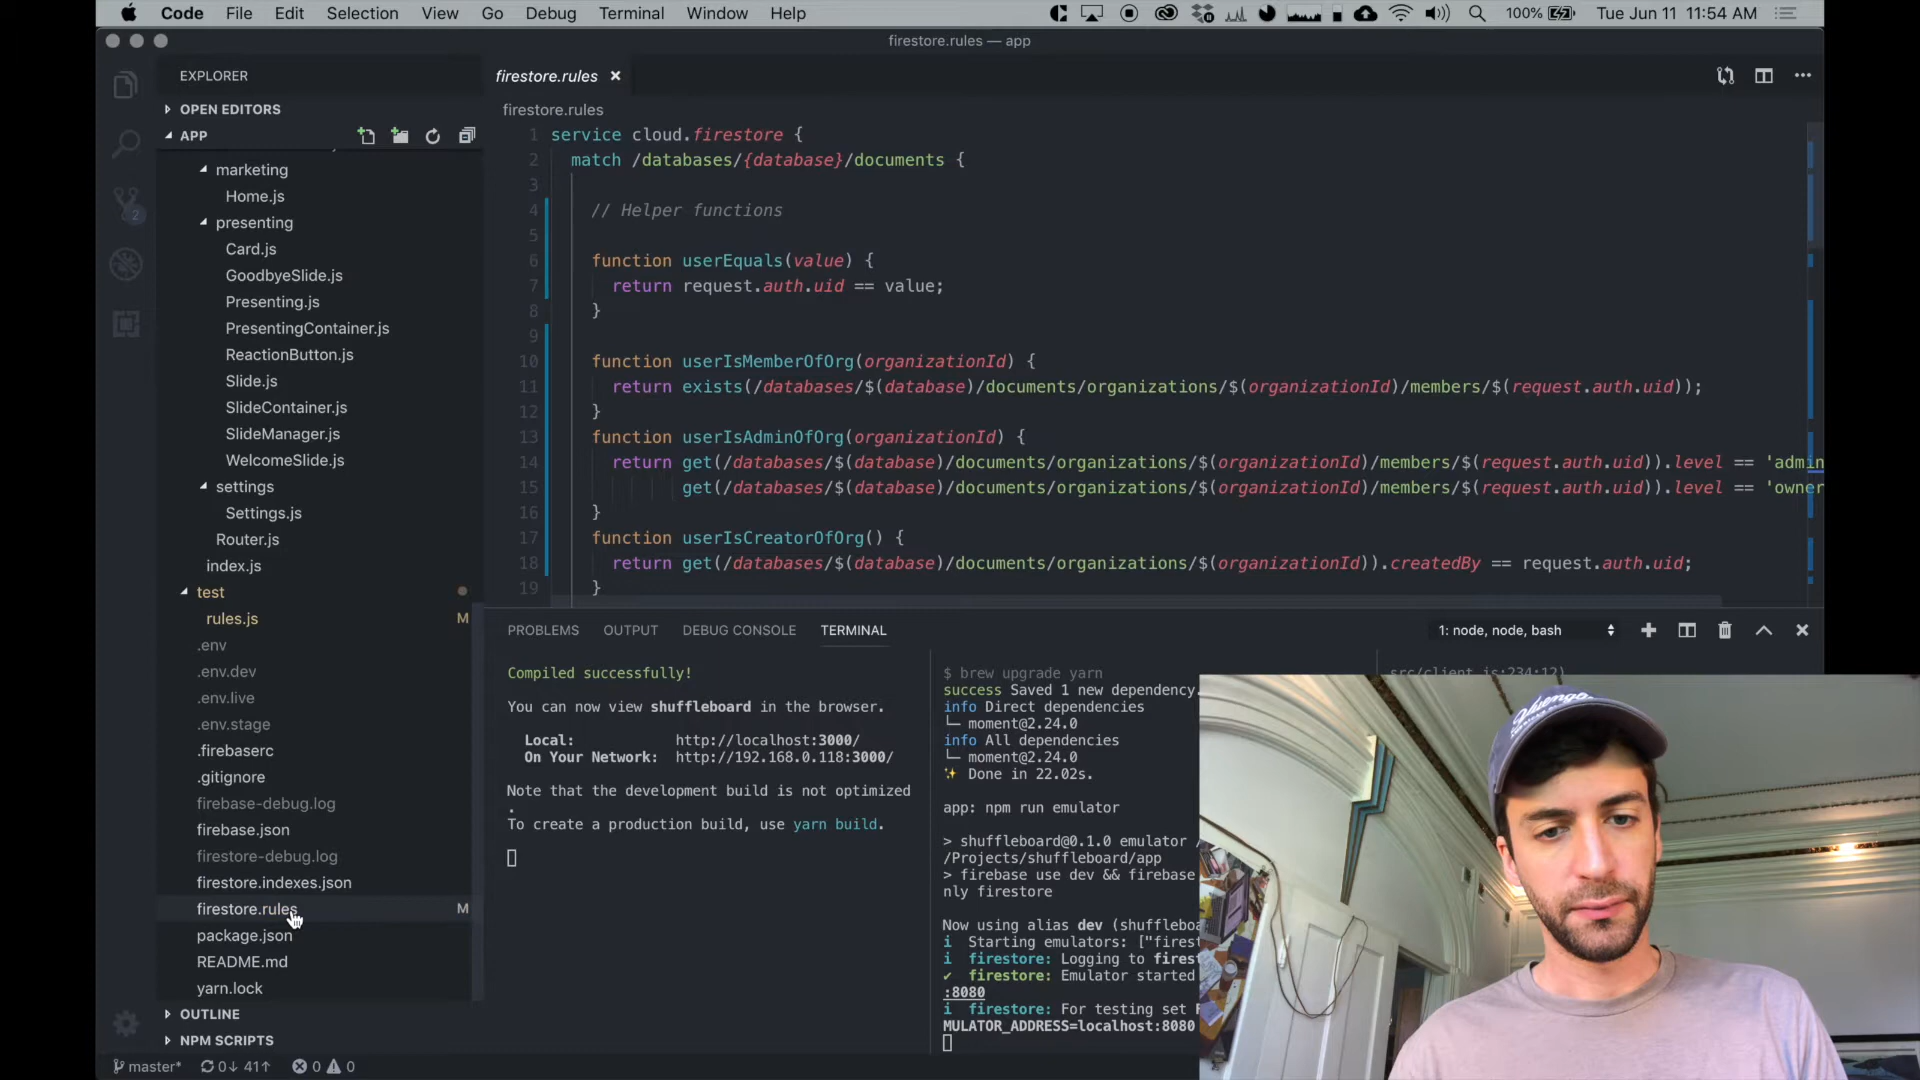 Code File Edit Selection View Go Debug Terminal Window Help 100% Tue Jun 11 11:54 AM
firestore.rules — app
EXPLORER
OPEN EDITORS
APP
marketing
Home.js
presenting
Card.js
GoodbyeSlide.js
Presenting.js
PresentingContainer.js
ReactionButton.js
Slide.js
SlideContainer.js
SlideManager.js
WelcomeSlide.js
settings
Settings.js
Router.js
index.js
test
rules.js M
.env
.env.dev
.env.live
.env.stage
.firebaserc
.gitignore
firebase-debug.log
firebase.json
firestore-debug.log
firestore.indexes.json
firestore.rules M
package.json
README.md
yarn.lock
OUTLINE
NPM SCRIPTS
2
master* 0↓ 41↑ 0 0
firestore.rules ×
firestore.rules
1 service cloud.firestore {
2 match /databases/{database}/documents {
3
4 // Helper functions
5
6 function userEquals(value) {
7 return request.auth.uid == value;
8 }
9
10 function userIsMemberOfOrg(organizationId) {
11 return exists(/databases/$(database)/documents/organizations/$(organizationId)/members/$(request.auth.uid));
12 }
13 function userIsAdminOfOrg(organizationId) {
14 return get(/databases/$(database)/documents/organizations/$(organizationId)/members/$(request.auth.uid)).level == 'admin
15 get(/databases/$(database)/documents/organizations/$(organizationId)/members/$(request.auth.uid)).level == 'owner
16 }
17 function userIsCreatorOfOrg() {
18 return get(/databases/$(database)/documents/organizations/$(organizationId)).createdBy == request.auth.uid;
19 }
PROBLEMS OUTPUT DEBUG CONSOLE TERMINAL 1: node, node, bash
Compiled successfully!
You can now view shuffleboard in the browser.
Local: http://localhost:3000/
On Your Network: http://192.168.0.118:3000/
Note that the development build is not optimized
.
To create a production build, use yarn build.
$ brew upgrade yarn
success Saved 1 new dependency.
info Direct dependencies
└─ moment@2.24.0
info All dependencies
└─ moment@2.24.0
✨ Done in 22.02s.
app: npm run emulator
> shuffleboard@0.1.0 emulator /
/Projects/shuffleboard/app
> firebase use dev && firebase
nly firestore
Now using alias dev (shufflebo
i Starting emulators: ["firest
i firestore: Logging to firest
✔ firestore: Emulator started
:8080
i firestore: For testing set F
MULATOR_ADDRESS=localhost:8080
src/client.js:234:12)